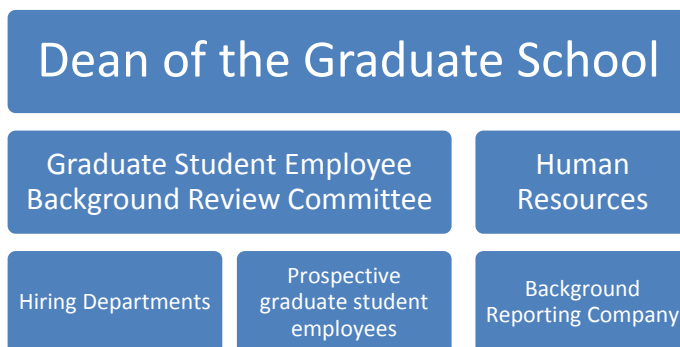 Dean of the Graduate School
Graduate Student Employee
Background Review Committee
Human
Resources
Hiring Departments
Prospective
graduate student
employees
Background
Reporting Company